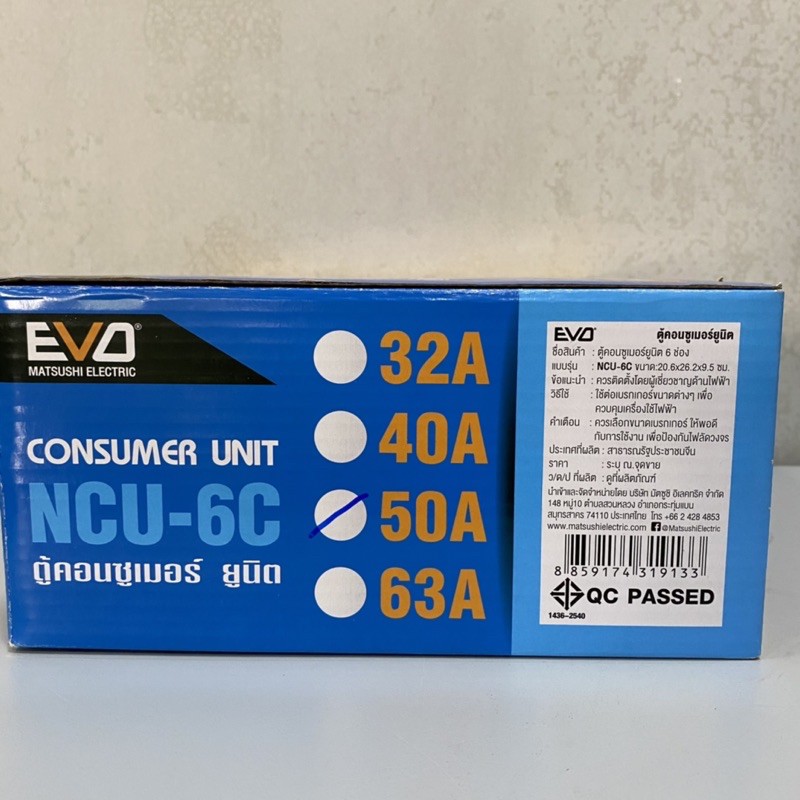 EVO®
MATSUSHI ELECTRIC
CONSUMER UNIT
NCU-6C
ตู้คอนซูเมอร์ ยูนิต
32A
40A
50A
63A
EVO® ตู้คอนซูเมอร์ยูนิต
ชื่อสินค้า : ตู้คอนซูเมอร์ยูนิต 6 ช่อง
แบบรุ่น : NCU-6C ขนาด:20.6x26.2x9.5 ซม.
ข้อแนะนำ : ควรติดตั้งโดยผู้เชี่ยวชาญด้านไฟฟ้า
วิธีใช้ : ใช้ต่อเบรกเกอร์ขนาดต่างๆ เพื่อ
ควบคุมเครื่องใช้ไฟฟ้า
คำเตือน : ควรเลือกขนาดเบรกเกอร์ ให้พอดี
กับการใช้งาน เพื่อป้องกันไฟลัดวงจร
ประเทศที่ผลิต : สาธารณรัฐประชาชนจีน
ราคา : ระบุ ณ.จุดขาย
ว/ด/ป ที่ผลิต : ดูที่ผลิตภัณฑ์
นำเข้าและจัดจำหน่ายโดย บริษัท มัตซูชิ อิเลคทริค จำกัด
148 หมู่10 ตำบลสวนหลวง อำเภอกระทุ่มแบน
สมุทรสาคร 74110 ประเทศไทย โทร +66 2 428 4853
www.matsushielectric.com @MatsushiElectric
8 859174 319133
QC PASSED
1436-2540